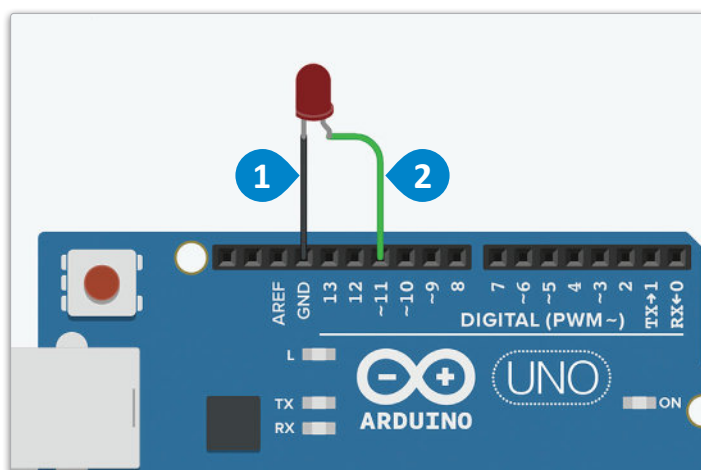 1
2
AREF
GND
13
12
~11
~10
~9
8
7
~6
~5
4
~3
2
TX→1
RX←0
DIGITAL (PWM~)
L
TX
RX
ARDUINO
UNO
ON